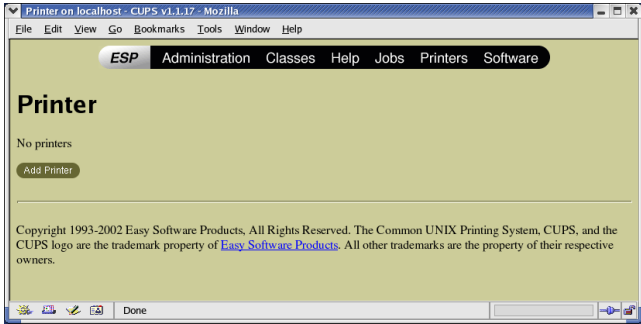 Printer on localhost - CUPS v1.1.17 - Mozilla
File Edit View Go Bookmarks Tools Window Help
ESP Administration Classes Help Jobs Printers Software
Printer
No printers
Add Printer
Copyright 1993-2002 Easy Software Products, All Rights Reserved. The Common UNIX Printing System, CUPS, and the
CUPS logo are the trademark property of Easy Software Products. All other trademarks are the property of their respective
owners.
Done